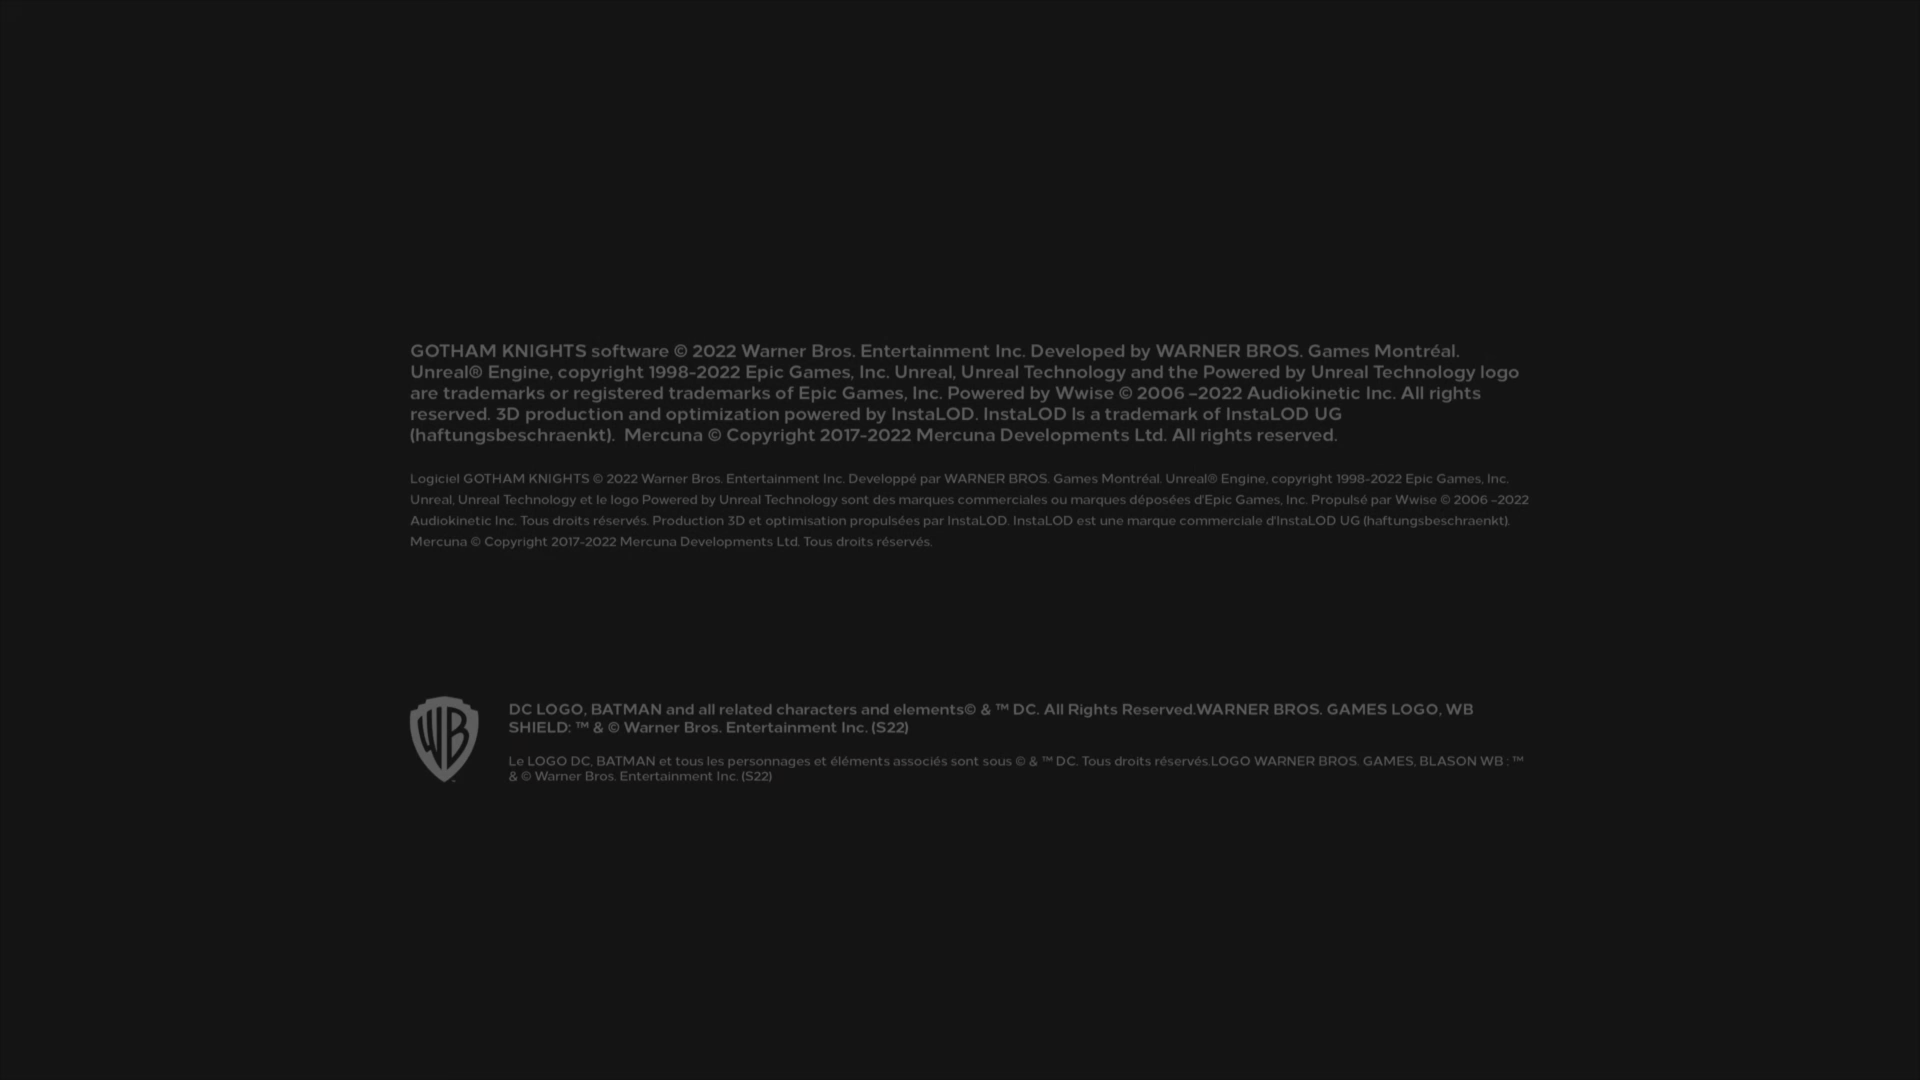 GOTHAM KNIGHTS software © 2022 Warner Bros. Entertainment Inc. Developed by WARNER BROS. Games Montréal.
Unreal® Engine, copyright 1998-2022 Epic Games, Inc. Unreal, Unreal Technology and the Powered by Unreal Technology logo
are trademarks or registered trademarks of Epic Games, Inc. Powered by Wwise © 2006 –2022 Audiokinetic Inc. All rights
reserved. 3D production and optimization powered by InstaLOD. InstaLOD Is a trademark of InstaLOD UG
(haftungsbeschraenkt).  Mercuna © Copyright 2017-2022 Mercuna Developments Ltd. All rights reserved.
Logiciel GOTHAM KNIGHTS © 2022 Warner Bros. Entertainment Inc. Developpé par WARNER BROS. Games Montréal. Unreal® Engine, copyright 1998-2022 Epic Games, Inc.
Unreal, Unreal Technology et le logo Powered by Unreal Technology sont des marques commerciales ou marques déposées d'Epic Games, Inc. Propulsé par Wwise © 2006 –2022
Audiokinetic Inc. Tous droits réservés. Production 3D et optimisation propulsées par InstaLOD. InstaLOD est une marque commerciale d'InstaLOD UG (haftungsbeschraenkt).
Mercuna © Copyright 2017-2022 Mercuna Developments Ltd. Tous droits réservés.
WB
DC LOGO, BATMAN and all related characters and elements© & ™ DC. All Rights Reserved.WARNER BROS. GAMES LOGO, WB
SHIELD: ™ & © Warner Bros. Entertainment Inc. (S22)
Le LOGO DC, BATMAN et tous les personnages et éléments associés sont sous © & ™ DC. Tous droits réservés.LOGO WARNER BROS. GAMES, BLASON WB : ™
& © Warner Bros. Entertainment Inc. (S22)